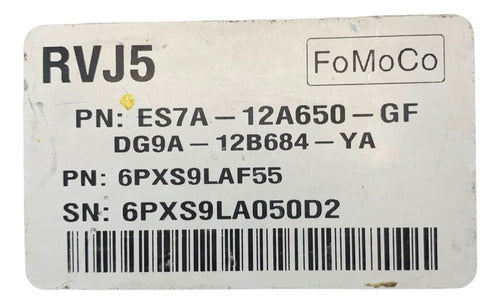 RVJ5 FoMoCo
PN: ES7A-12A650-GF
DG9A-12B684-YA
PN: 6PXS9LAF55
SN: 6PXS9LA050D2